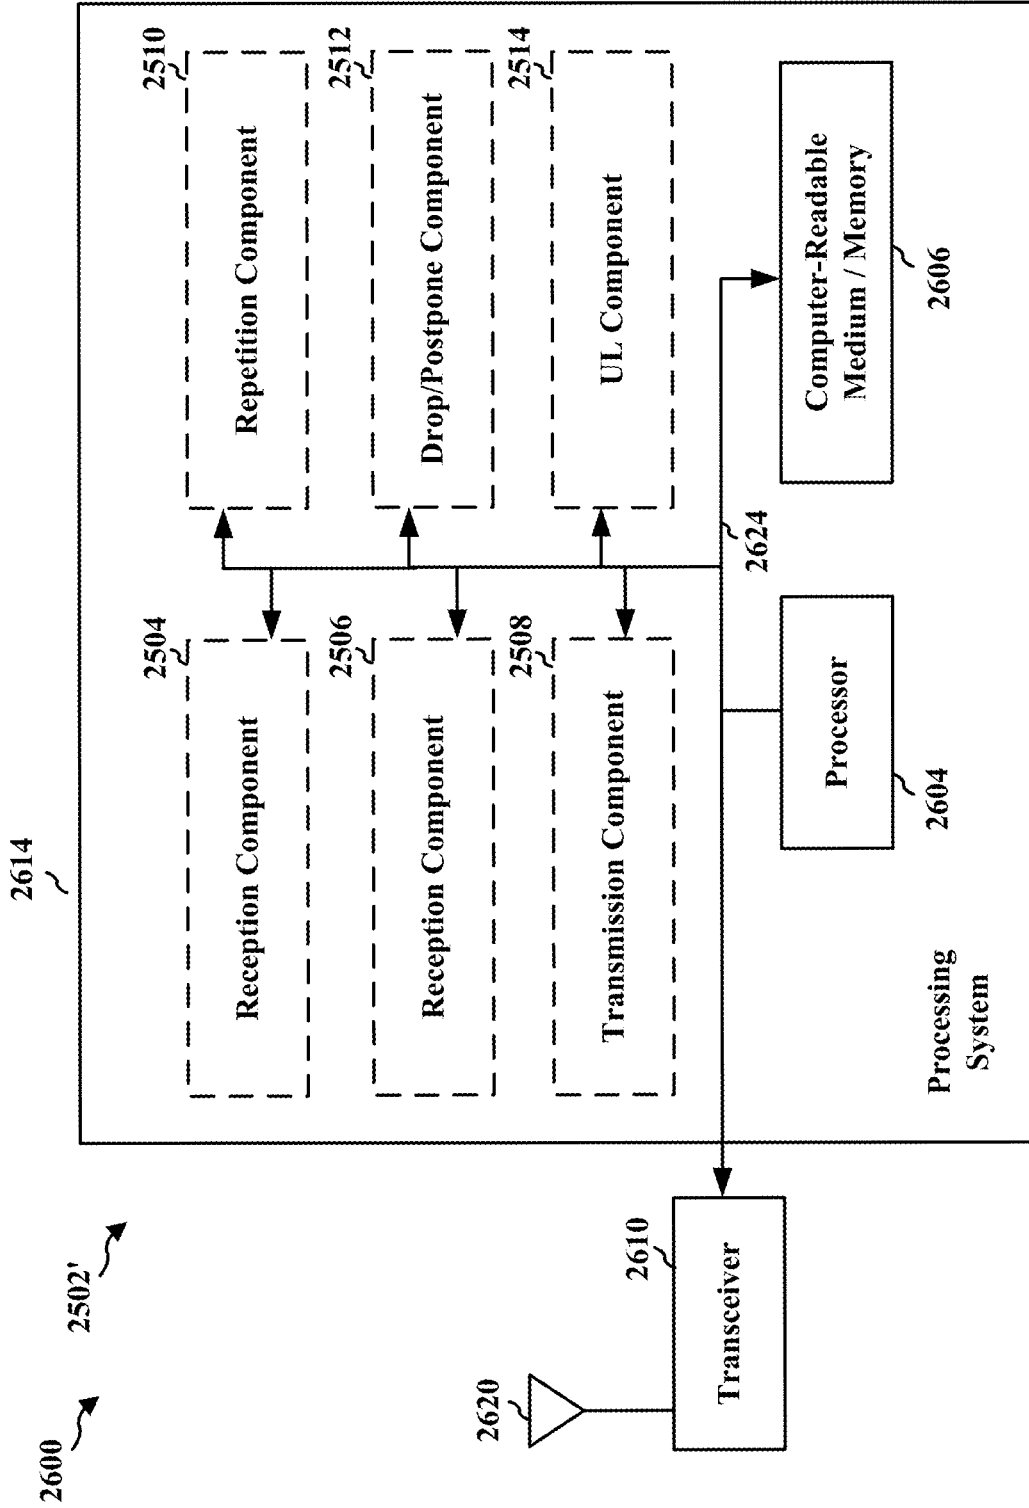 2600
2502'
2614
2504
Reception Component
2510
Repetition Component
2506
Reception Component
2512
Drop/Postpone Component
2508
Transmission Component
2514
UL Component
2620
2610
Transceiver
2624
Processor
2604
Computer-Readable
Medium / Memory
2606
Processing
System